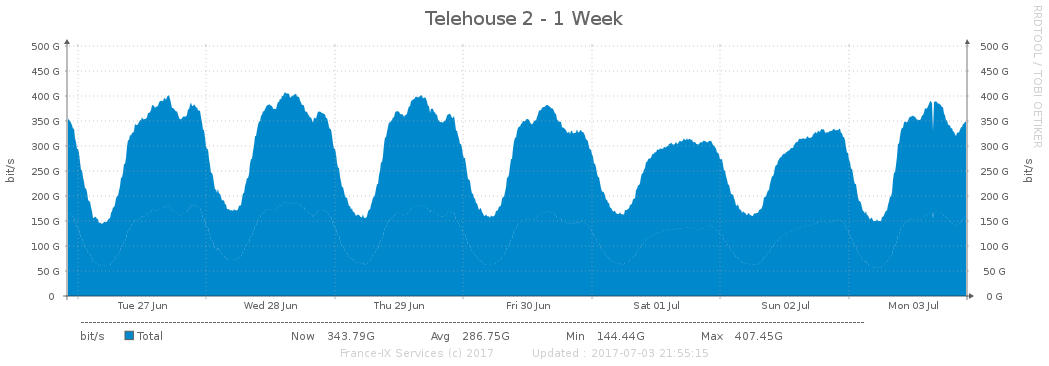 Telehouse 2 - 1 Week
RRDTOOL / TOBI OETIKER
500 G 500 G
450 G 450 G
400 G 400 G
350 G 350 G
300 G 300 G
250 G 250 G
200 G 200 G
150 G 150 G
100 G 100 G
50 G 50 G
0 0 G
bit/s bit/s
Tue 27 Jun Wed 28 Jun Thu 29 Jun Fri 30 Jun Sat 01 Jul Sun 02 Jul Mon 03 Jul
bit/s Total Now 343.79G Avg 286.75G Min 144.44G Max 407.45G
France-IX Services (c) 2017 Updated : 2017-07-03 21:55:15